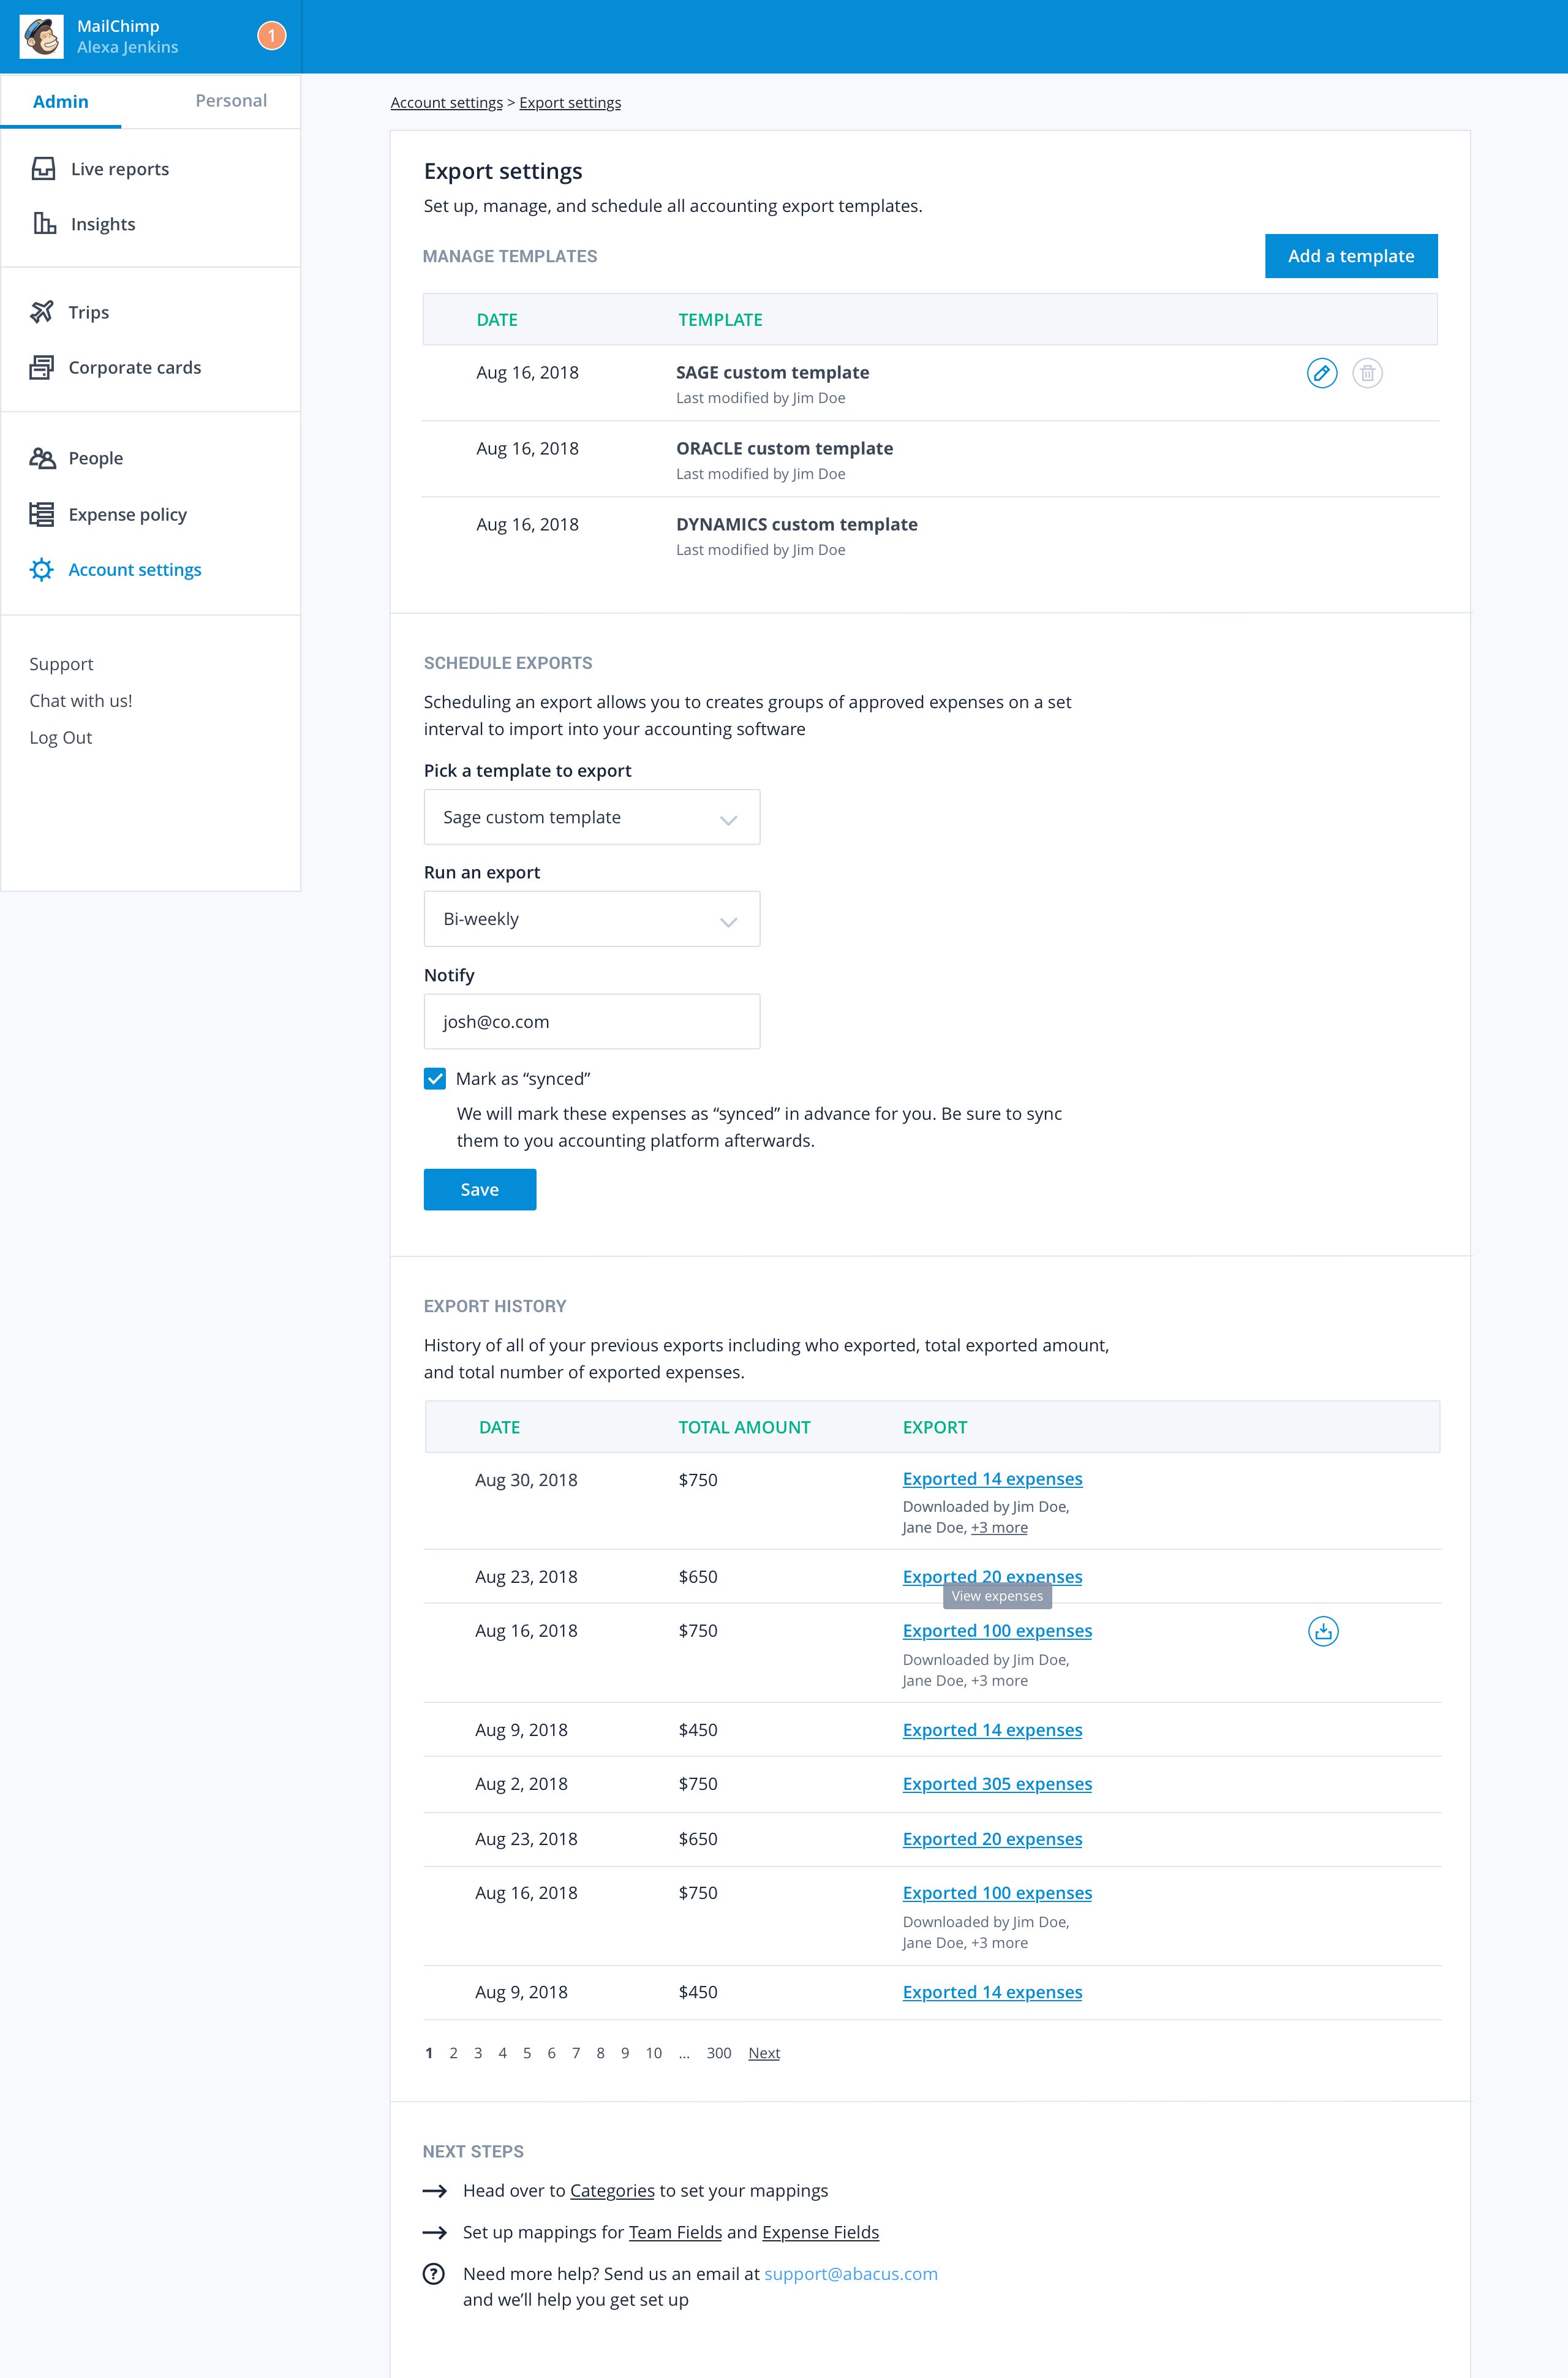 MailChimp
Alexa Jenkins
1
Admin
Personal
Live reports
Insights
Trips
Corporate cards
People
Expense policy
Account settings
Support
Chat with us!
Log Out
Account settings > Export settings
Export settings
Set up, manage, and schedule all accounting export templates.
MANAGE TEMPLATES
Add a template
DATE TEMPLATE
Aug 16, 2018 SAGE custom template
Last modified by Jim Doe
Aug 16, 2018 ORACLE custom template
Last modified by Jim Doe
Aug 16, 2018 DYNAMICS custom template
Last modified by Jim Doe
SCHEDULE EXPORTS
Scheduling an export allows you to creates groups of approved expenses on a set
interval to import into your accounting software
Pick a template to export
Sage custom template
Run an export
Bi-weekly
Notify
josh@co.com
Mark as “synced”
We will mark these expenses as “synced” in advance for you. Be sure to sync
them to you accounting platform afterwards.
Save
EXPORT HISTORY
History of all of your previous exports including who exported, total exported amount,
and total number of exported expenses.
DATE TOTAL AMOUNT EXPORT
Aug 30, 2018 $750 Exported 14 expenses
Downloaded by Jim Doe,
Jane Doe, +3 more
Aug 23, 2018 $650 Exported 20 expenses
View expenses
Aug 16, 2018 $750 Exported 100 expenses
Downloaded by Jim Doe,
Jane Doe, +3 more
Aug 9, 2018 $450 Exported 14 expenses
Aug 2, 2018 $750 Exported 305 expenses
Aug 23, 2018 $650 Exported 20 expenses
Aug 16, 2018 $750 Exported 100 expenses
Downloaded by Jim Doe,
Jane Doe, +3 more
Aug 9, 2018 $450 Exported 14 expenses
1 2 3 4 5 6 7 8 9 10 ... 300 Next
NEXT STEPS
Head over to Categories to set your mappings
Set up mappings for Team Fields and Expense Fields
Need more help? Send us an email at support@abacus.com
and we’ll help you get set up